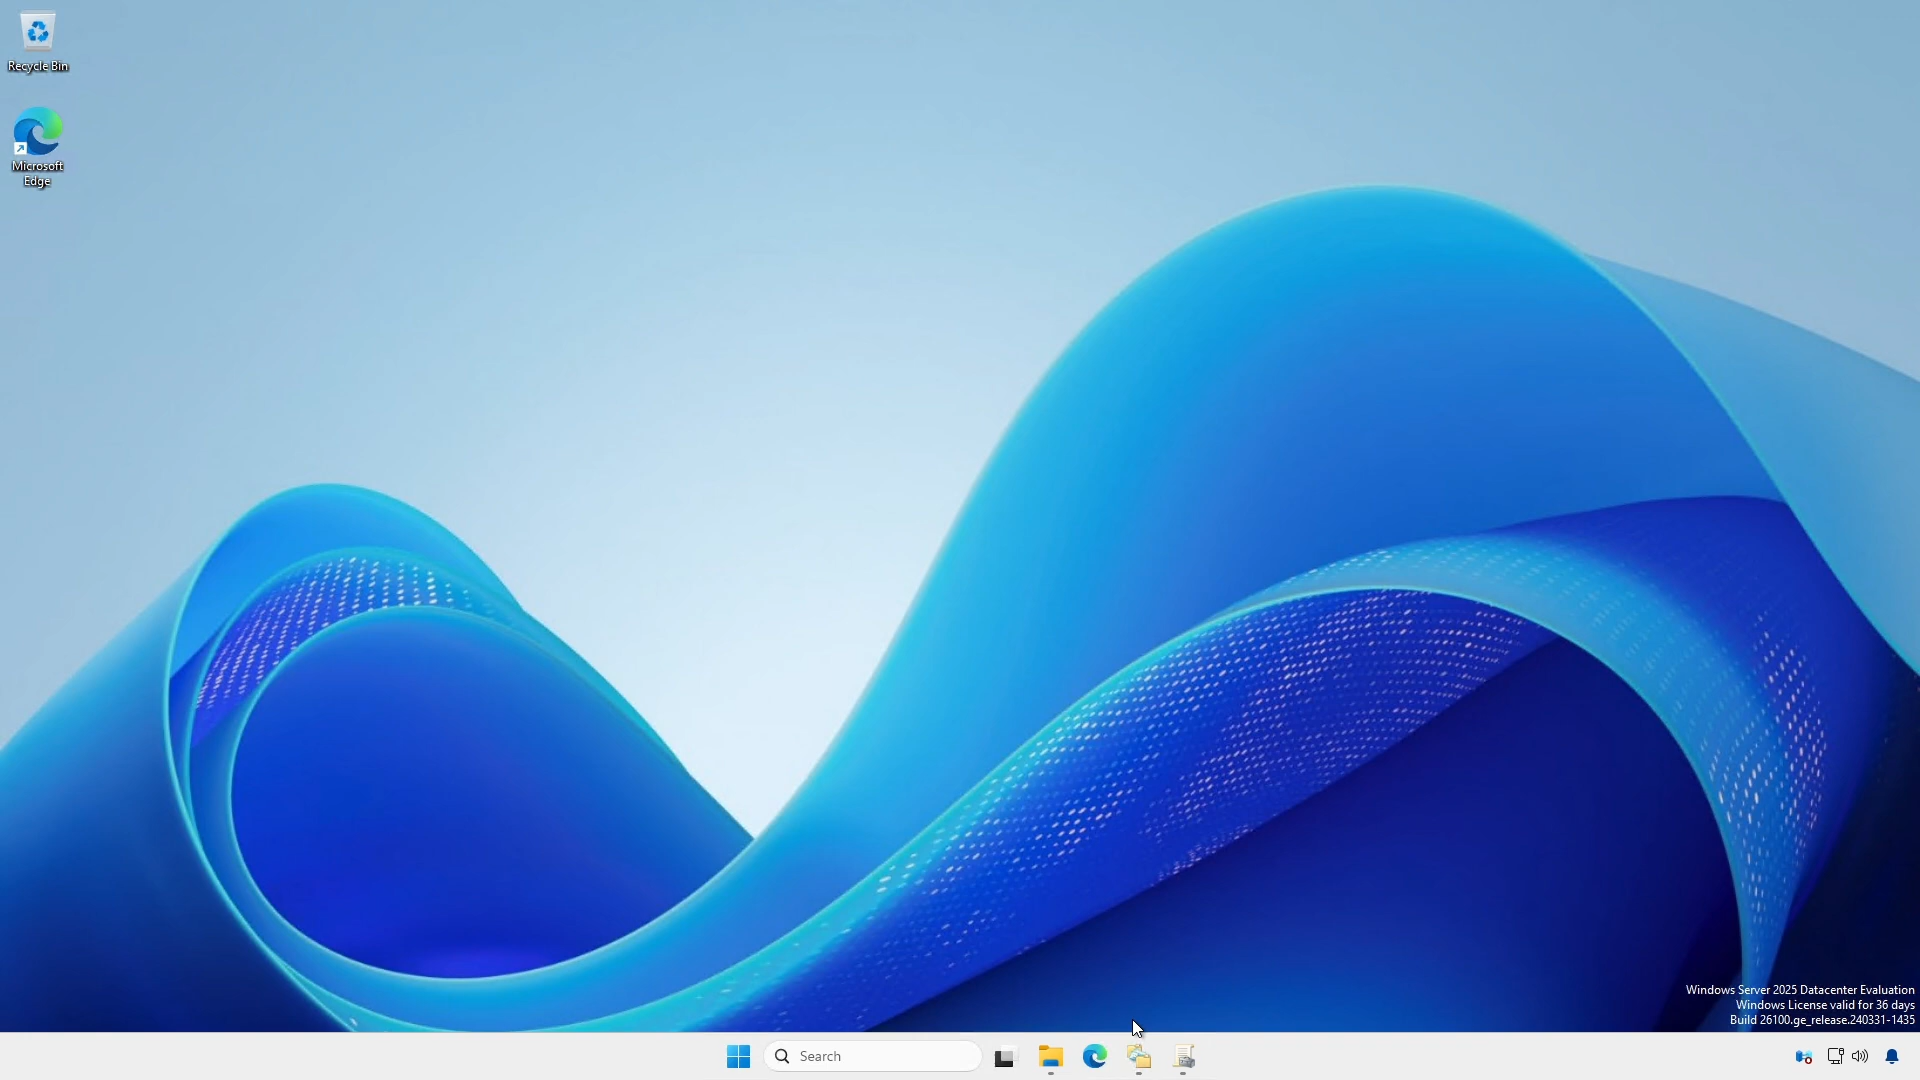 Recycle Bin
Microsoft
Edge
Windows Server 2025 Datacenter Evaluation
Windows License valid for 36 days
Build 26100.ge_release.240331-1435
Search